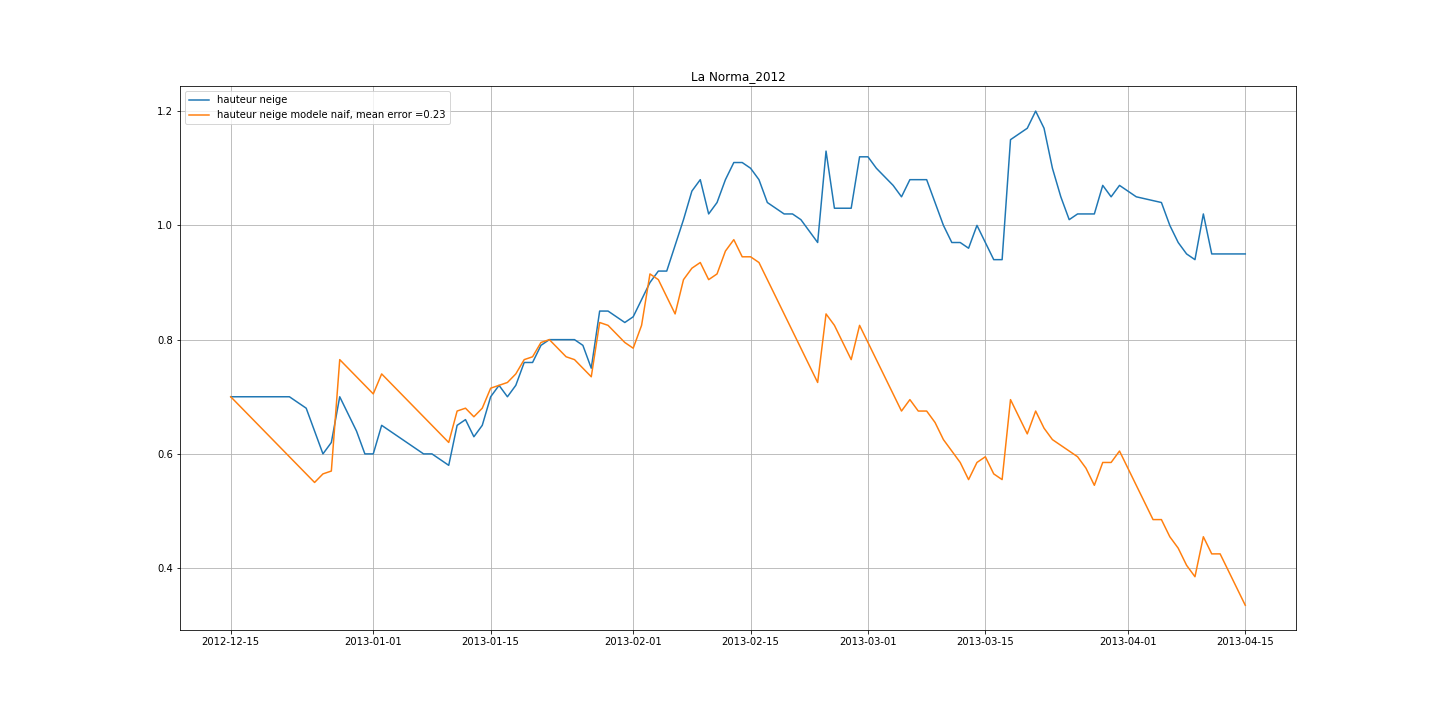 La Norma_2012
hauteur neige
hauteur neige modele naif, mean error =0.23
1.2
1.0
0.8
0.6
0.4
2012-12-15 2013-01-01 2013-01-15 2013-02-01 2013-02-15 2013-03-01 2013-03-15 2013-04-01 2013-04-15